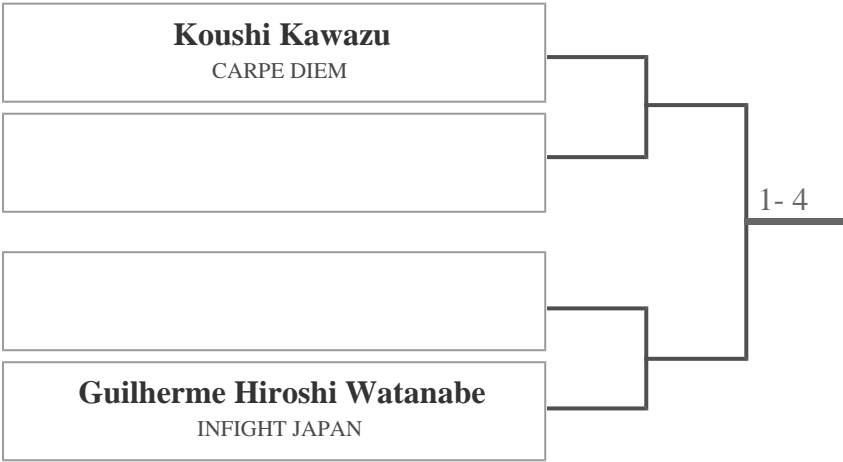 Koushi Kawazu
CARPE DIEM
1- 4
Guilherme Hiroshi Watanabe
INFIGHT JAPAN